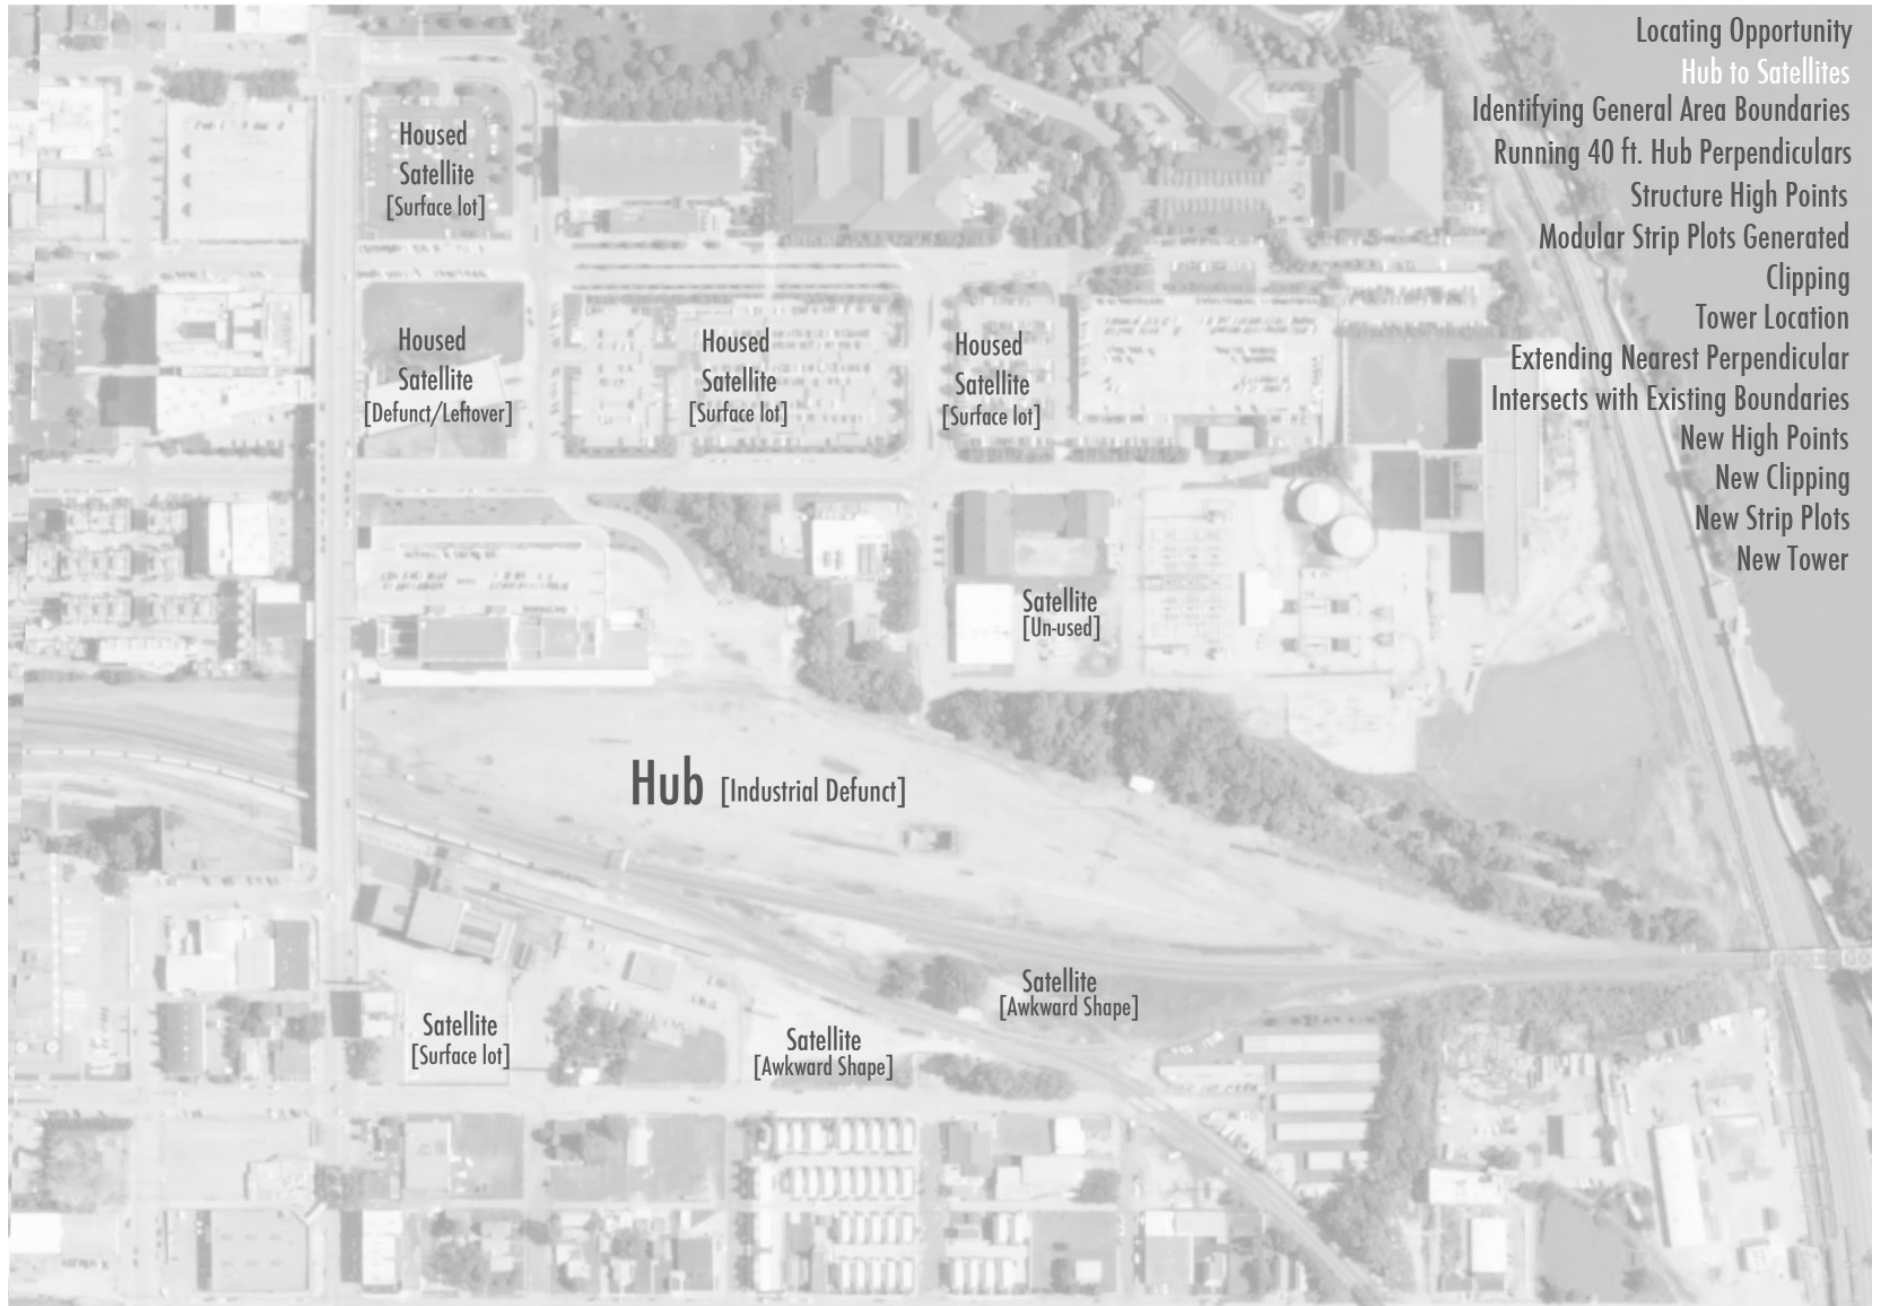 Locating Opportunity
Hub to Satellites
Identifying General Area Boundaries
Running 40 ft. Hub Perpendiculars
Structure High Points
Modular Strip Plots Generated
Clipping
Tower Location
Extending Nearest Perpendicular
Intersects with Existing Boundaries
New High Points
New Clipping
New Strip Plots
New Tower
Housed
Satellite
[Surface lot]
Housed
Satellite
[Defunct/Leftover]
Housed
Satellite
[Surface lot]
Housed
Satellite
[Surface lot]
Satellite
[Un-used]
Hub [Industrial Defunct]
Satellite
[Awkward Shape]
Satellite
[Surface lot]
Satellite
[Awkward Shape]